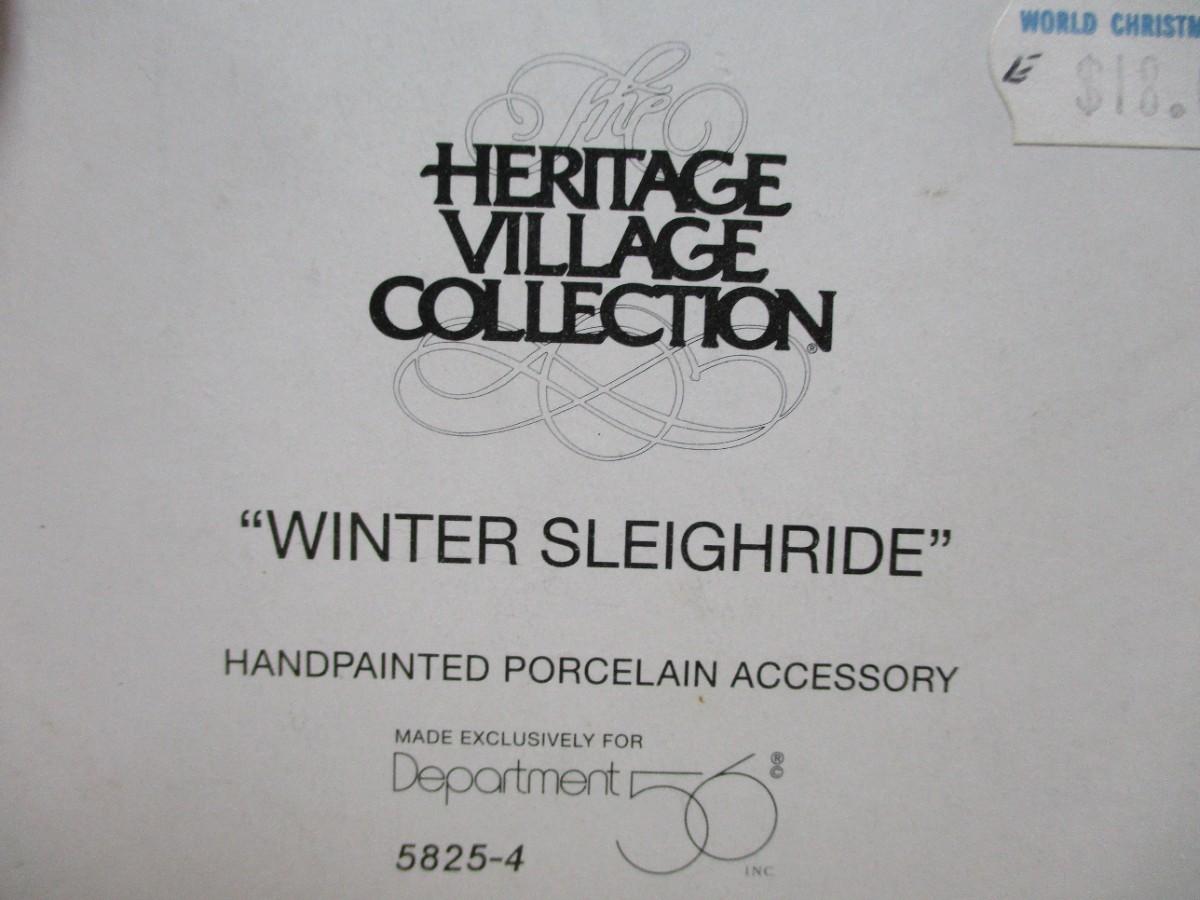 WORLD CHRISTM
E $18.
The
HERITAGE
VILLAGE
COLLECTION®
“WINTER SLEIGHRIDE”
HANDPAINTED PORCELAIN ACCESSORY
MADE EXCLUSIVELY FOR
Department 56 ® ©
INC
5825-4